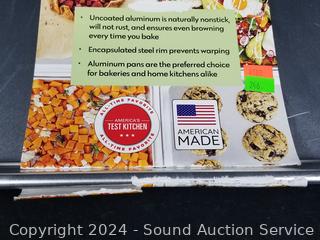 • Uncoated aluminum is naturally nonstick,
will not rust, and ensures even browning
every time you bake
• Encapsulated steel rim prevents warping
• Aluminum pans are the preferred choice
for bakeries and home kitchens alike
ALL-TIME FAVORITE
AMERICA'S
TEST KITCHEN
ALL-TIME FAVORITE
AMERICAN
MADE
Copyright 2024 - Sound Auction Service